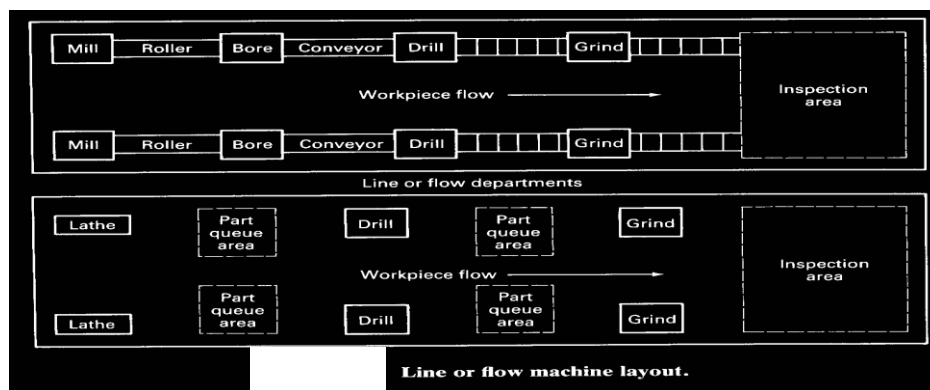 Mill Roller Bore Conveyor Drill Grind
Inspection
area
Workpiece flow
Mill Roller Bore Conveyor Drill Grind
Line or flow departments
Lathe
Part
queue
area
Drill
Part
queue
area
Grind
Workpiece flow
Inspection
area
Lathe
Part
queue
area
Drill
Part
queue
area
Grind
Line or flow machine layout.